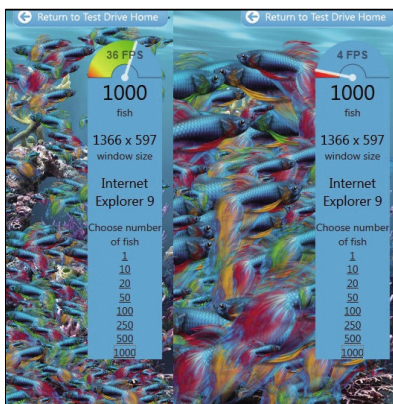 Return to Test Drive Home
36 FPS
1000
fish
1366 x 597
window size
Internet
Explorer 9
Choose number
of fish
1
10
20
50
100
250
500
1000
Return to Test Drive Home
4 FPS
1000
fish
1366 x 597
window size
Internet
Explorer 9
Choose number
of fish
1
10
20
50
100
250
500
1000